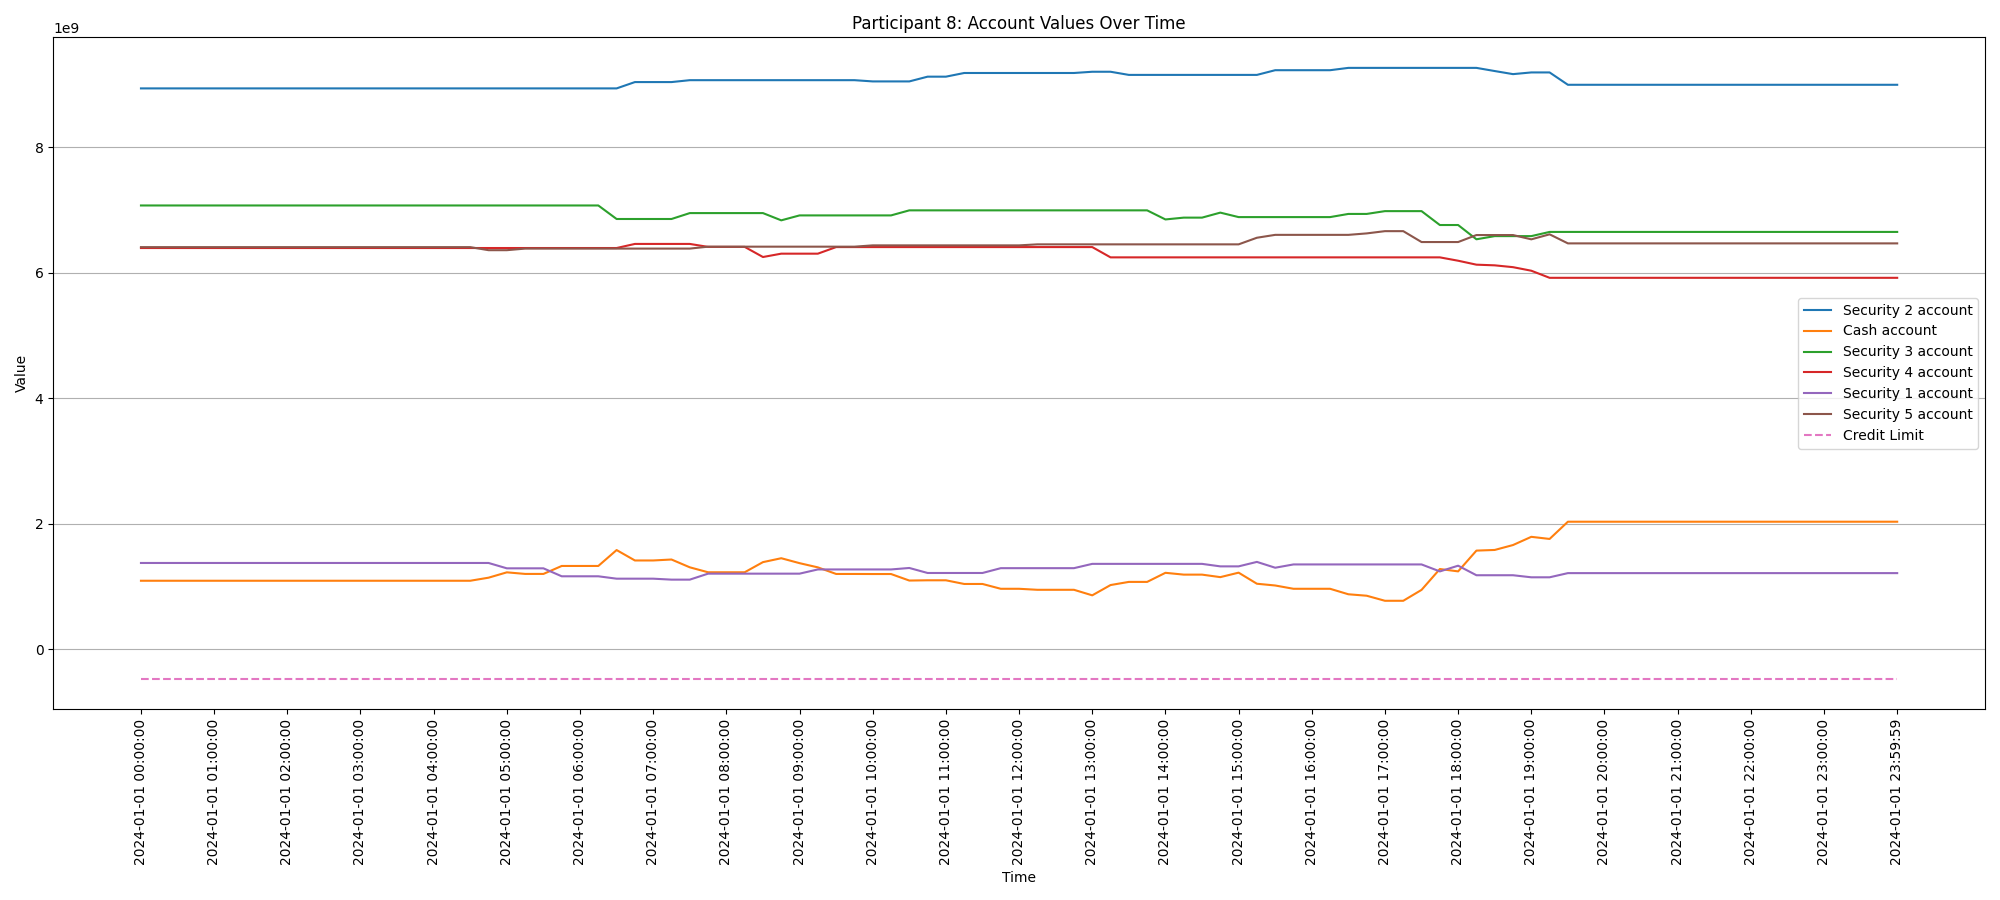 Participant 8: Account Values Over Time
1e9
8
6
4
2
0
Value
Security 2 account
Cash account
Security 3 account
Security 4 account
Security 1 account
Security 5 account
Credit Limit
2024-01-01 00:00:00
2024-01-01 01:00:00
2024-01-01 02:00:00
2024-01-01 03:00:00
2024-01-01 04:00:00
2024-01-01 05:00:00
2024-01-01 06:00:00
2024-01-01 07:00:00
2024-01-01 08:00:00
2024-01-01 09:00:00
2024-01-01 10:00:00
2024-01-01 11:00:00
2024-01-01 12:00:00
2024-01-01 13:00:00
2024-01-01 14:00:00
2024-01-01 15:00:00
2024-01-01 16:00:00
2024-01-01 17:00:00
2024-01-01 18:00:00
2024-01-01 19:00:00
2024-01-01 20:00:00
2024-01-01 21:00:00
2024-01-01 22:00:00
2024-01-01 23:00:00
2024-01-01 23:59:59
Time